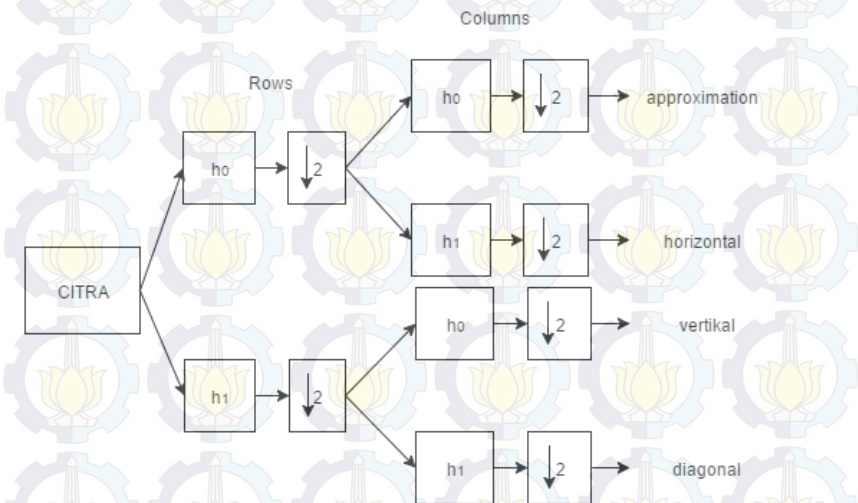 Columns
Rows
h0
↓2
approximation
h0
↓2
h1
↓2
horizontal
CITRA
h0
↓2
vertikal
h1
↓2
h1
↓2
diagonal